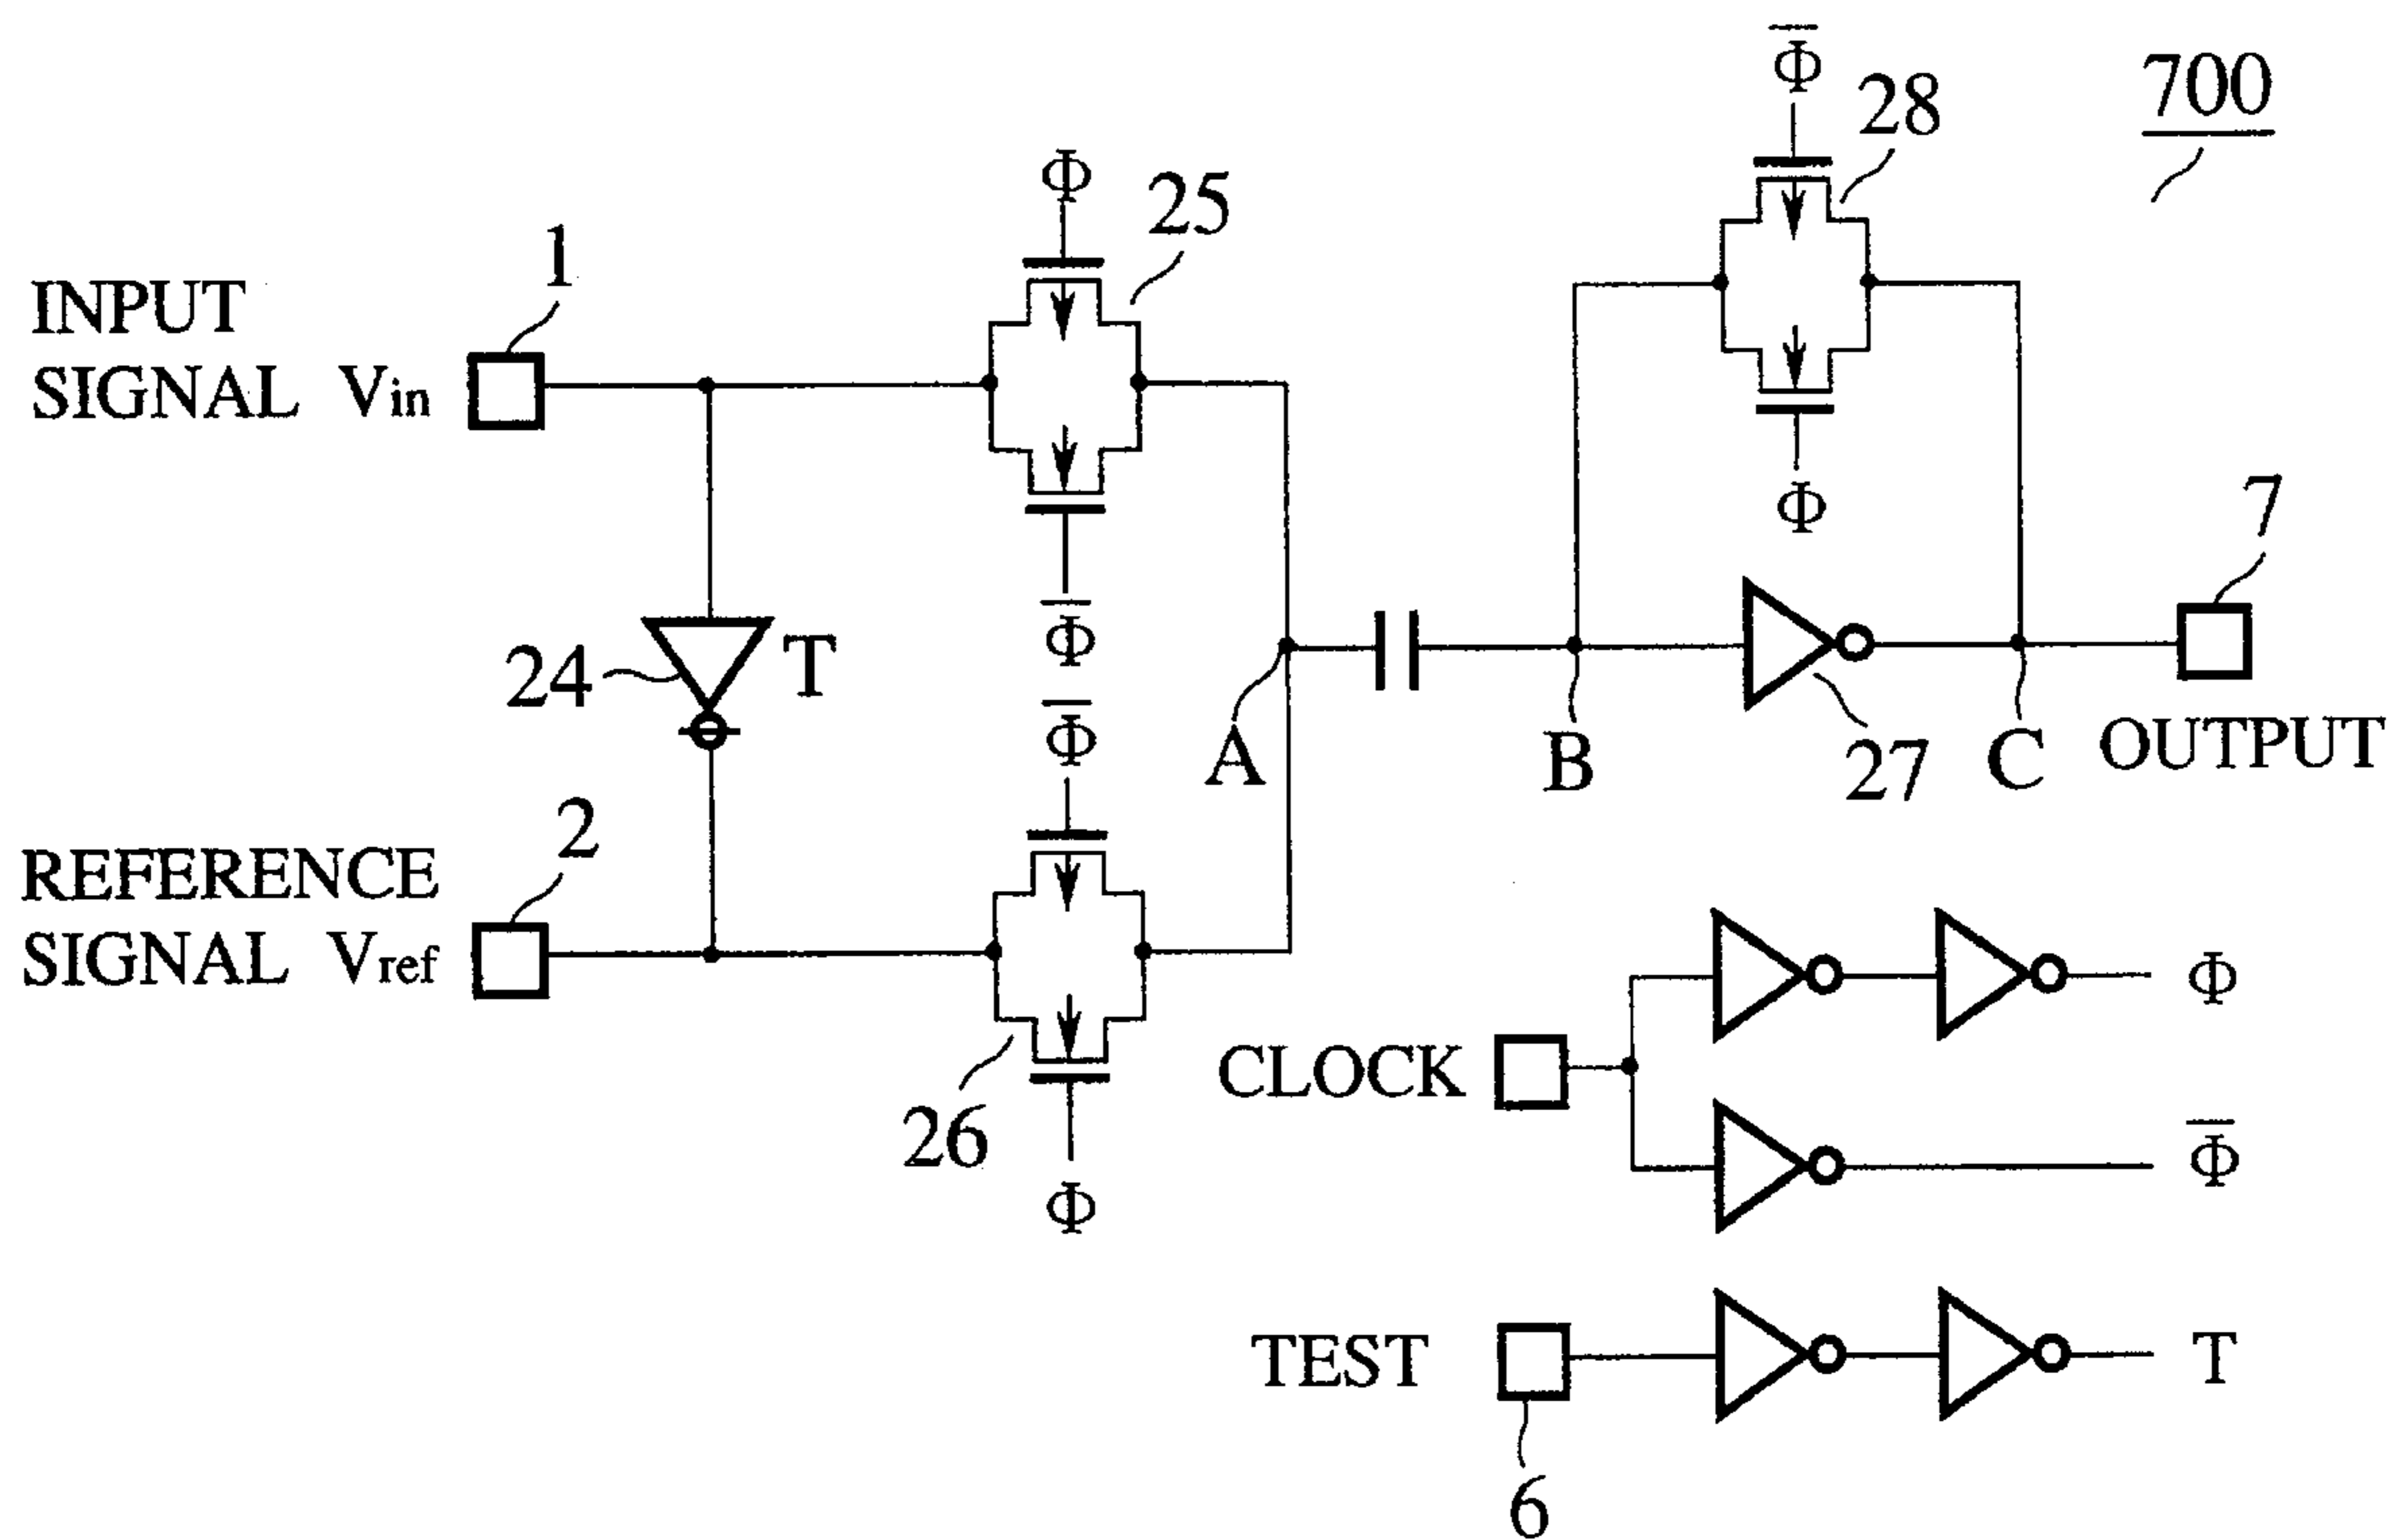 Φ̅
700
28
Φ
25
1
INPUT
SIGNAL Vin
Φ
7
Φ̅
24
T
Φ̅
A
B
27
C
OUTPUT
2
REFERENCE
SIGNAL Vref
26
Φ
Φ
CLOCK
Φ̅
TEST
T
6